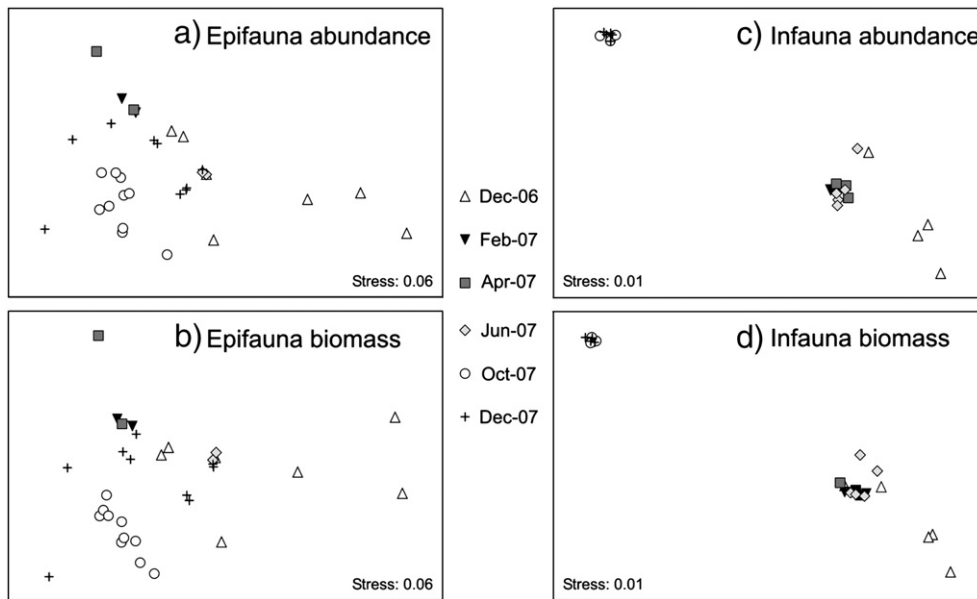 a) Epifauna abundance
Stress: 0.06
b) Epifauna biomass
Stress: 0.06
Dec-06
Feb-07
Apr-07
Jun-07
Oct-07
Dec-07
c) Infauna abundance
Stress: 0.01
d) Infauna biomass
Stress: 0.01